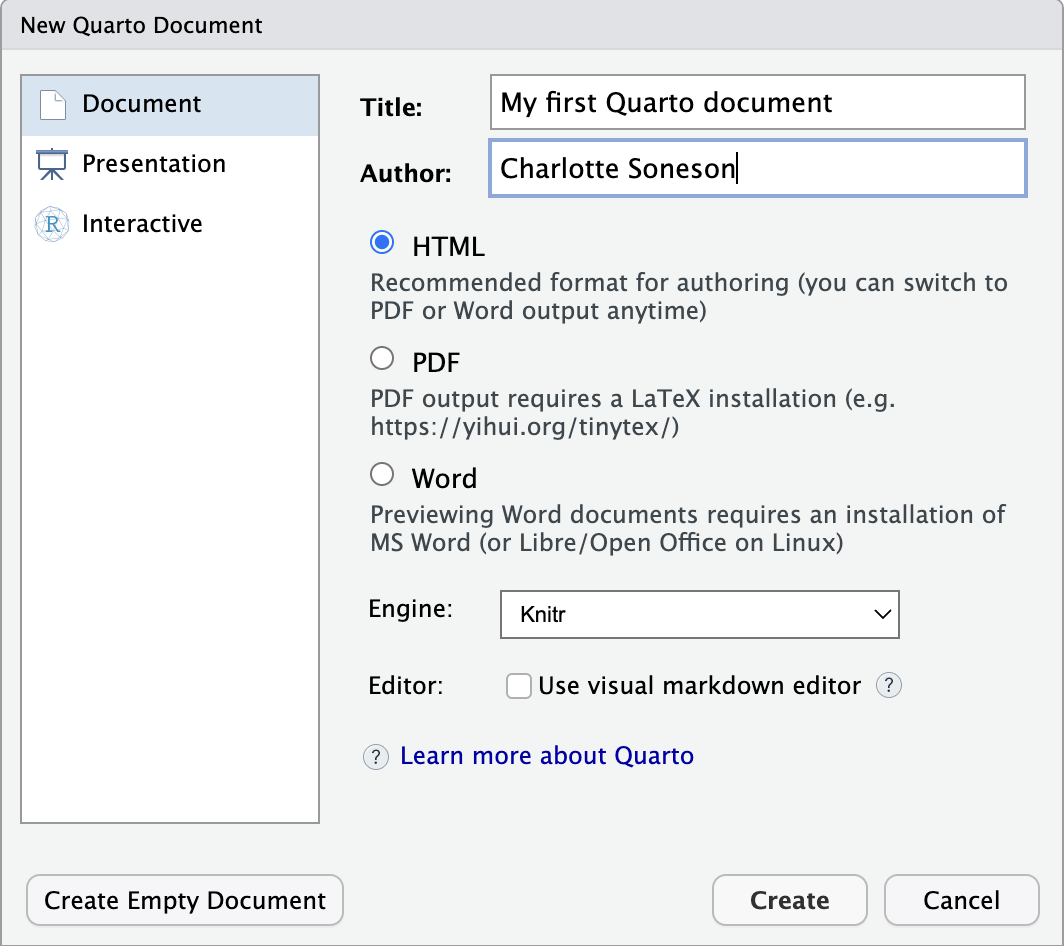 New Quarto Document
Document
Presentation
R Interactive
Title: My first Quarto document
Author: Charlotte Soneson
HTML
Recommended format for authoring (you can switch to
PDF or Word output anytime)
PDF
PDF output requires a LaTeX installation (e.g.
https://yihui.org/tinytex/)
Word
Previewing Word documents requires an installation of
MS Word (or Libre/Open Office on Linux)
Engine: Knitr
Editor: Use visual markdown editor ?
? Learn more about Quarto
Create Empty Document Create Cancel